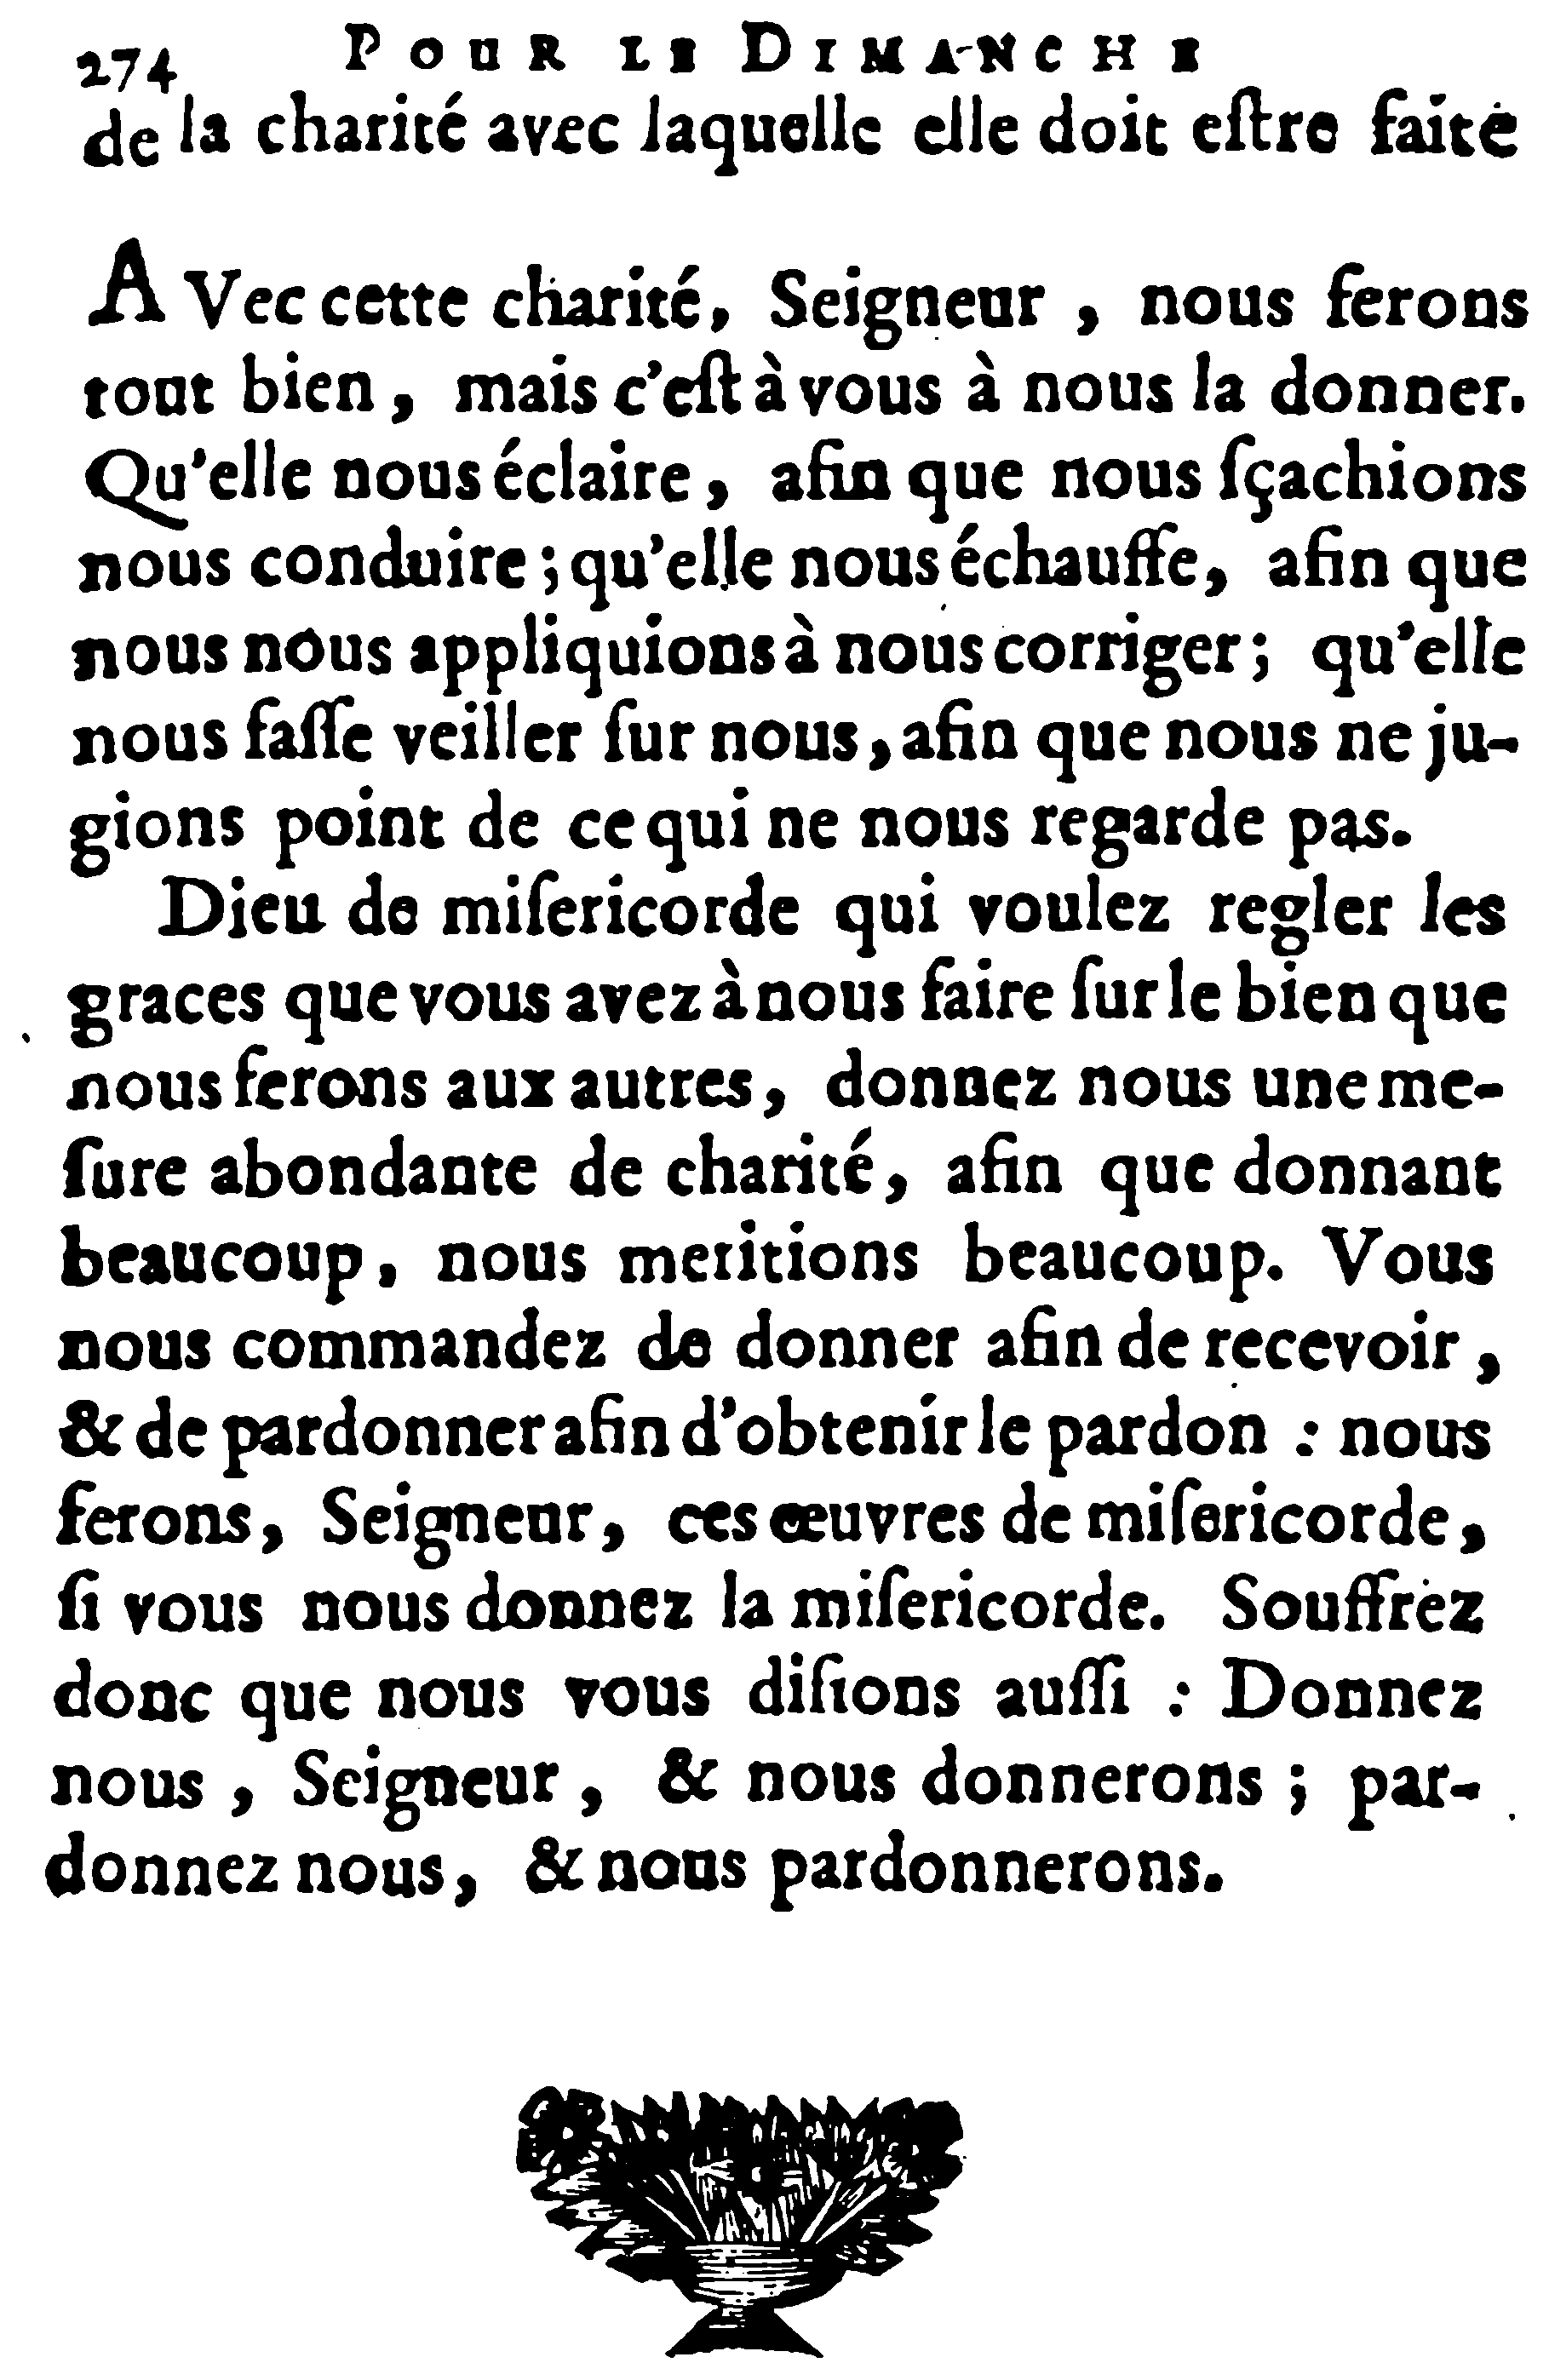 274 POUR LE DIMANCHE
de la charité avec laquelle elle doit eſtre faite
AVec cette charité, Seigneur, nous ferons
tout bien, mais c'eſt à vous à nous la donner.
Qu'elle nous éclaire, afin que nous ſçachions
nous conduire; qu'elle nous échauffe, afin que
nous nous appliquions à nous corriger; qu'elle
nous faſſe veiller ſur nous, afin que nous ne ju-
gions point de ce qui ne nous regarde pas.
Dieu de miſericorde qui voulez regler les
graces que vous avez à nous faire ſur le bien que
nous ferons aux autres, donnez nous une me-
ſure abondante de charité, afin que donnant
beaucoup, nous meritions beaucoup. Vous
nous commandez de donner afin de recevoir,
& de pardonner afin d'obtenir le pardon : nous
ferons, Seigneur, ces œuvres de miſericorde,
ſi vous nous donnez la miſericorde. Souffrez
donc que nous vous diſions auſſi : Donnez
nous, Seigneur, & nous donnerons; par-
donnez nous, & nous pardonnerons.